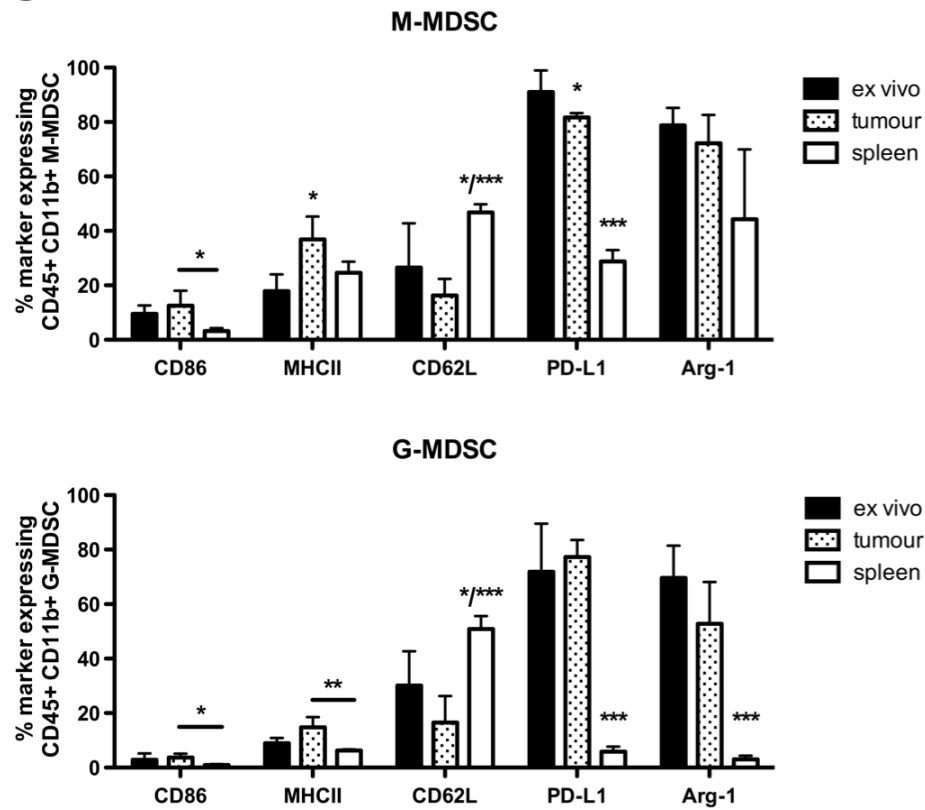 M-MDSC
% marker expressing
CD45+ CD11b+ M-MDSC
100
80
60
40
20
0
*
*
*/***
*
***
CD86
MHCII
CD62L
PD-L1
Arg-1
ex vivo
tumour
spleen
G-MDSC
% marker expressing
CD45+ CD11b+ G-MDSC
100
80
60
40
20
0
*
**
*/***
***
***
CD86
MHCII
CD62L
PD-L1
Arg-1
ex vivo
tumour
spleen